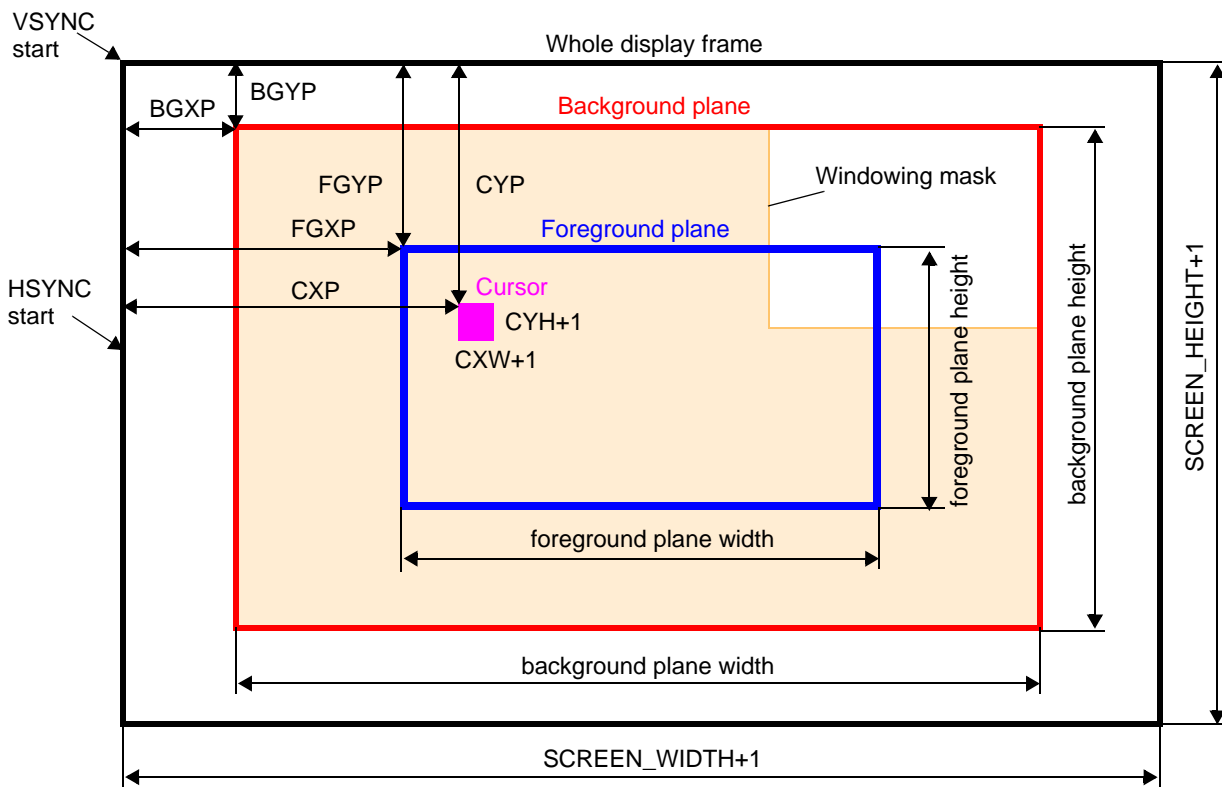 VSYNC
start
Whole display frame
BGYP
BGXP
Background plane
FGYP
CYP
Windowing mask
FGXP
Foreground plane
HSYNC
start
CXP
Cursor
CYH+1
CXW+1
foreground plane height
background plane height
SCREEN_HEIGHT+1
foreground plane width
background plane width
SCREEN_WIDTH+1